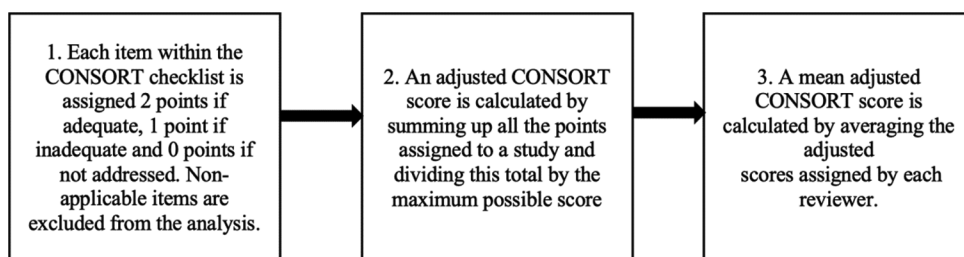 1. Each item within the
CONSORT checklist is
assigned 2 points if
adequate, 1 point if
inadequate and 0 points if
not addressed. Non-
applicable items are
excluded from the analysis.
2. An adjusted CONSORT
score is calculated by
summing up all the points
assigned to a study and
dividing this total by the
maximum possible score
3. A mean adjusted
CONSORT score is
calculated by averaging the
adjusted
scores assigned by each
reviewer.